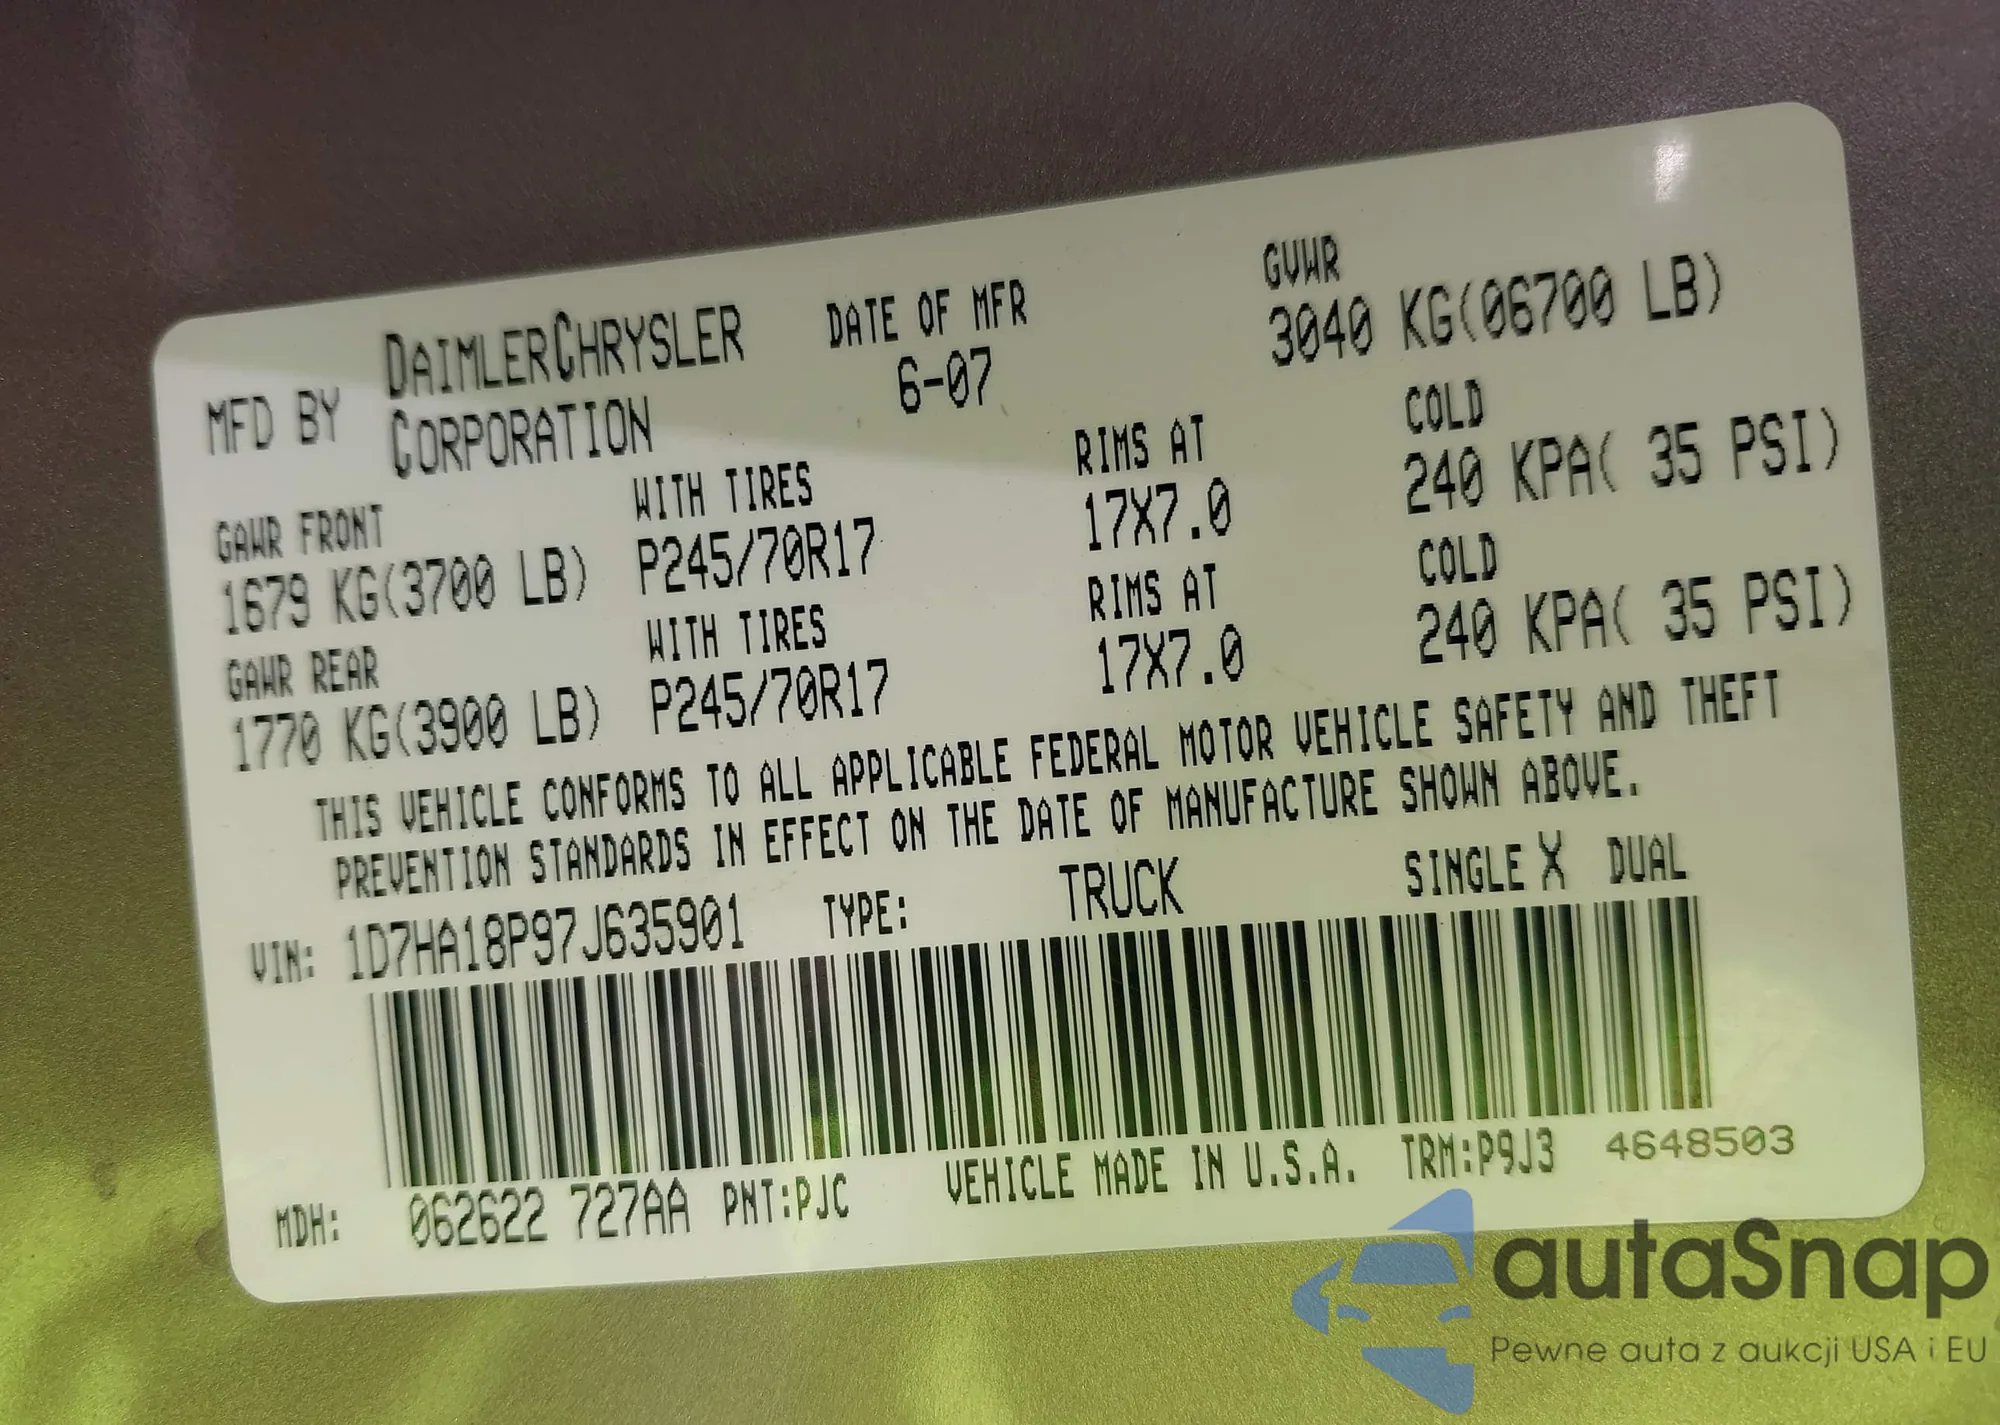 MFD BY DAIMLERCHRYSLER CORPORATION
DATE OF MFR
6-07
GVWR
3040 KG(06700 LB)
GAWR FRONT WITH TIRES RIMS AT COLD
1679 KG(3700 LB) P245/70R17 17X7.0 240 KPA( 35 PSI)
GAWR REAR WITH TIRES RIMS AT COLD
1770 KG(3900 LB) P245/70R17 17X7.0 240 KPA( 35 PSI)
THIS VEHICLE CONFORMS TO ALL APPLICABLE FEDERAL MOTOR VEHICLE SAFETY AND THEFT
PREVENTION STANDARDS IN EFFECT ON THE DATE OF MANUFACTURE SHOWN ABOVE.
VIN: 1D7HA18P97J635901 TYPE: TRUCK SINGLE X DUAL
MDH: 062622 727AA PNT:PJC VEHICLE MADE IN U.S.A. TRM:P9J3 4648503
autaSnap
Pewne auta z aukcji USA i EU